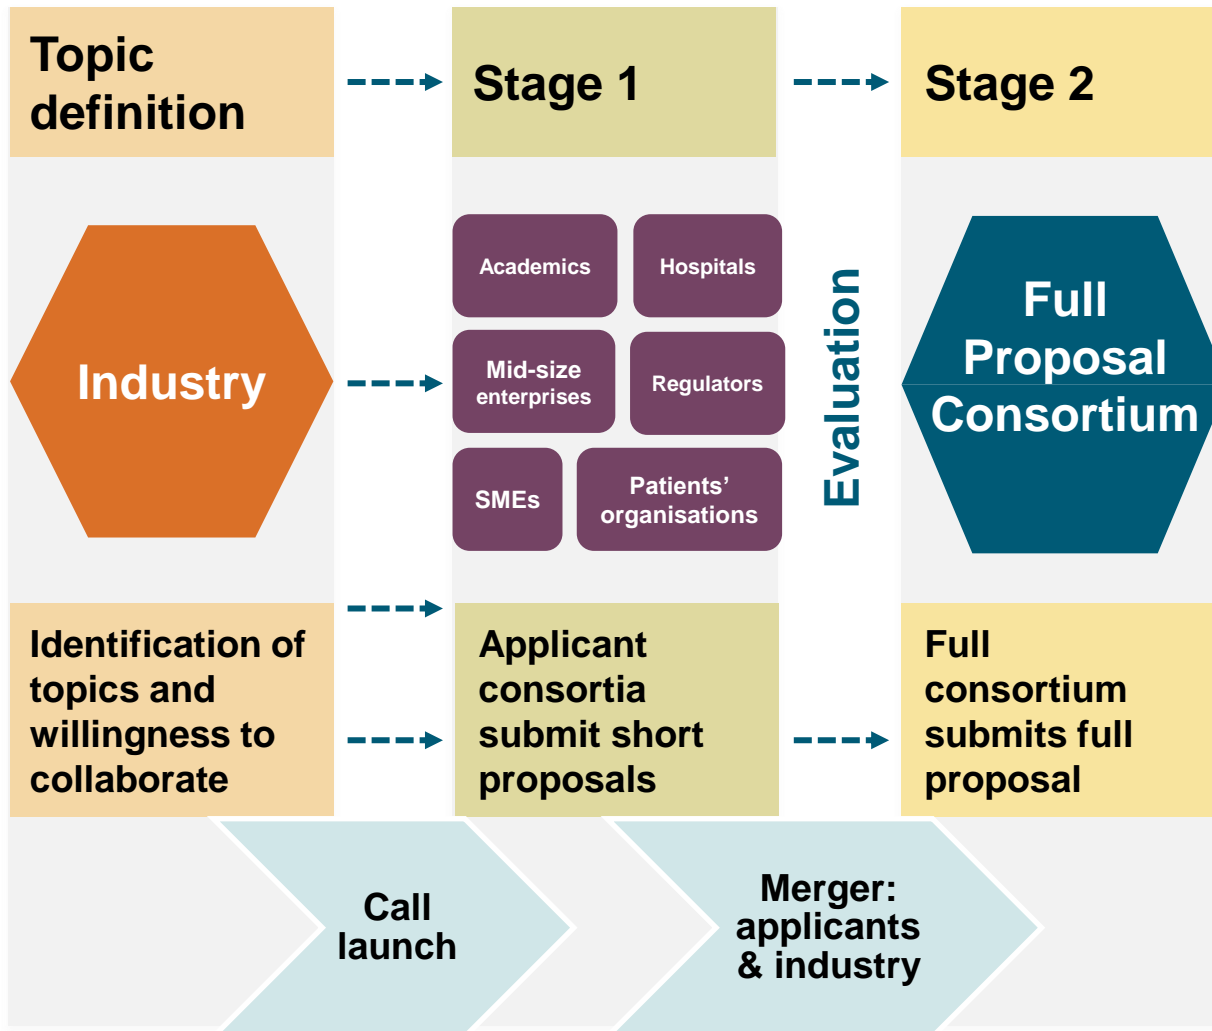 Topic
definition
Stage 1
Stage 2
Industry
Academics
Hospitals
Mid-size
enterprises
Regulators
SMEs
Patients’
organisations
Evaluation
Full
Proposal
Consortium
Identification of
topics and
willingness to
collaborate
Applicant
consortia
submit short
proposals
Full
consortium
submits full
proposal
Call
launch
Merger:
applicants
& industry